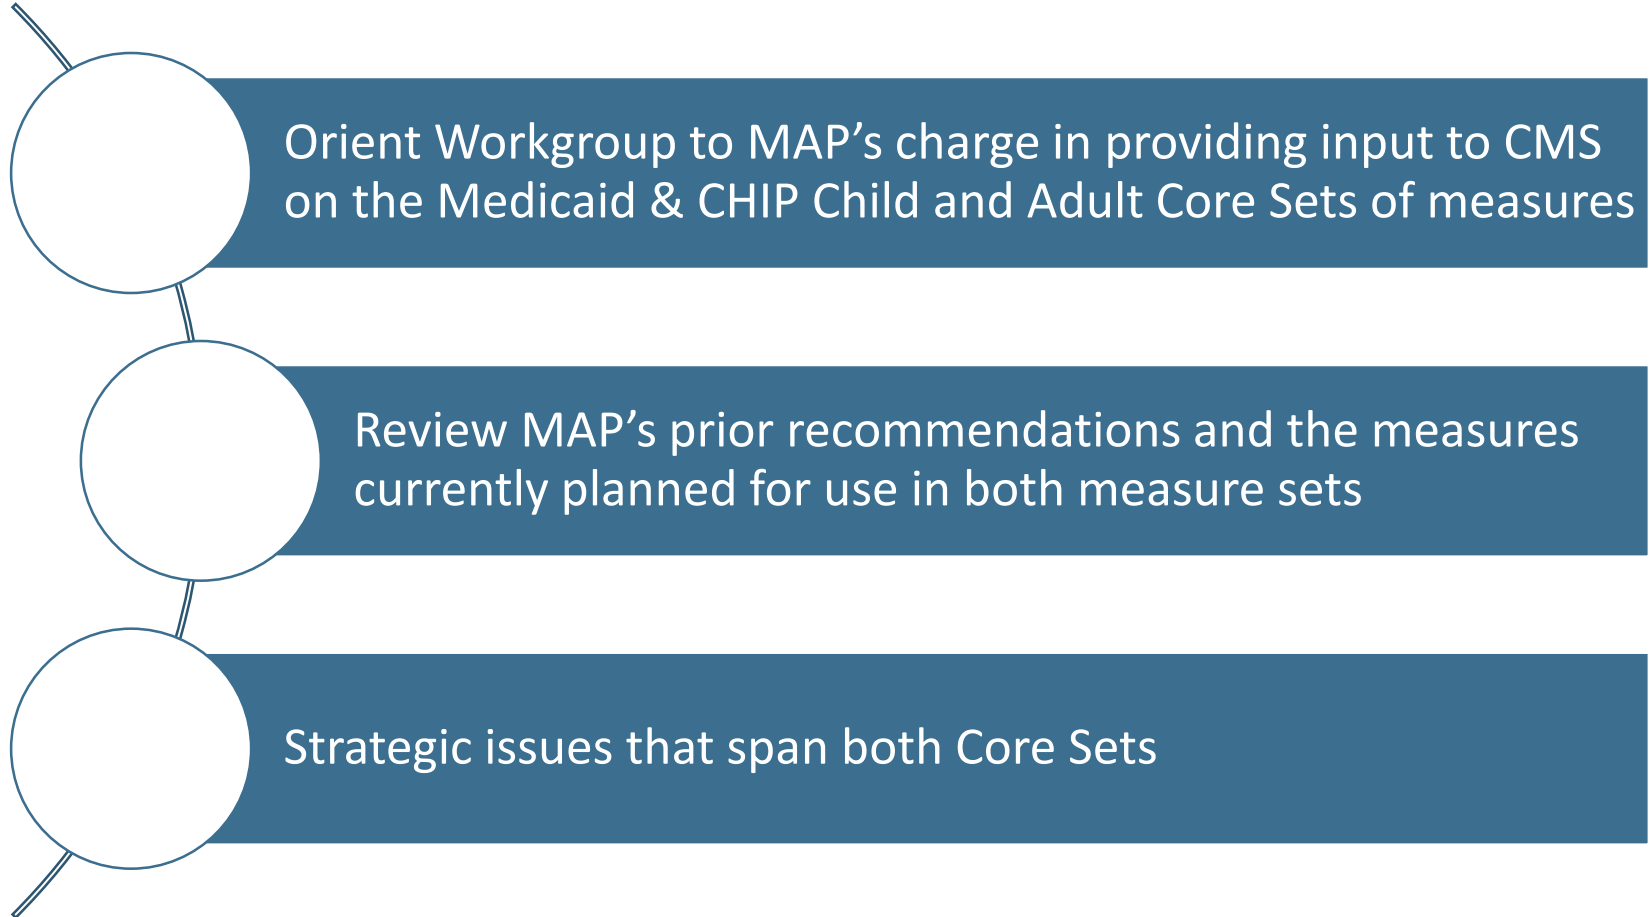 Orient Workgroup to MAP’s charge in providing input to CMS
on the Medicaid & CHIP Child and Adult Core Sets of measures
Review MAP’s prior recommendations and the measures
currently planned for use in both measure sets
Strategic issues that span both Core Sets